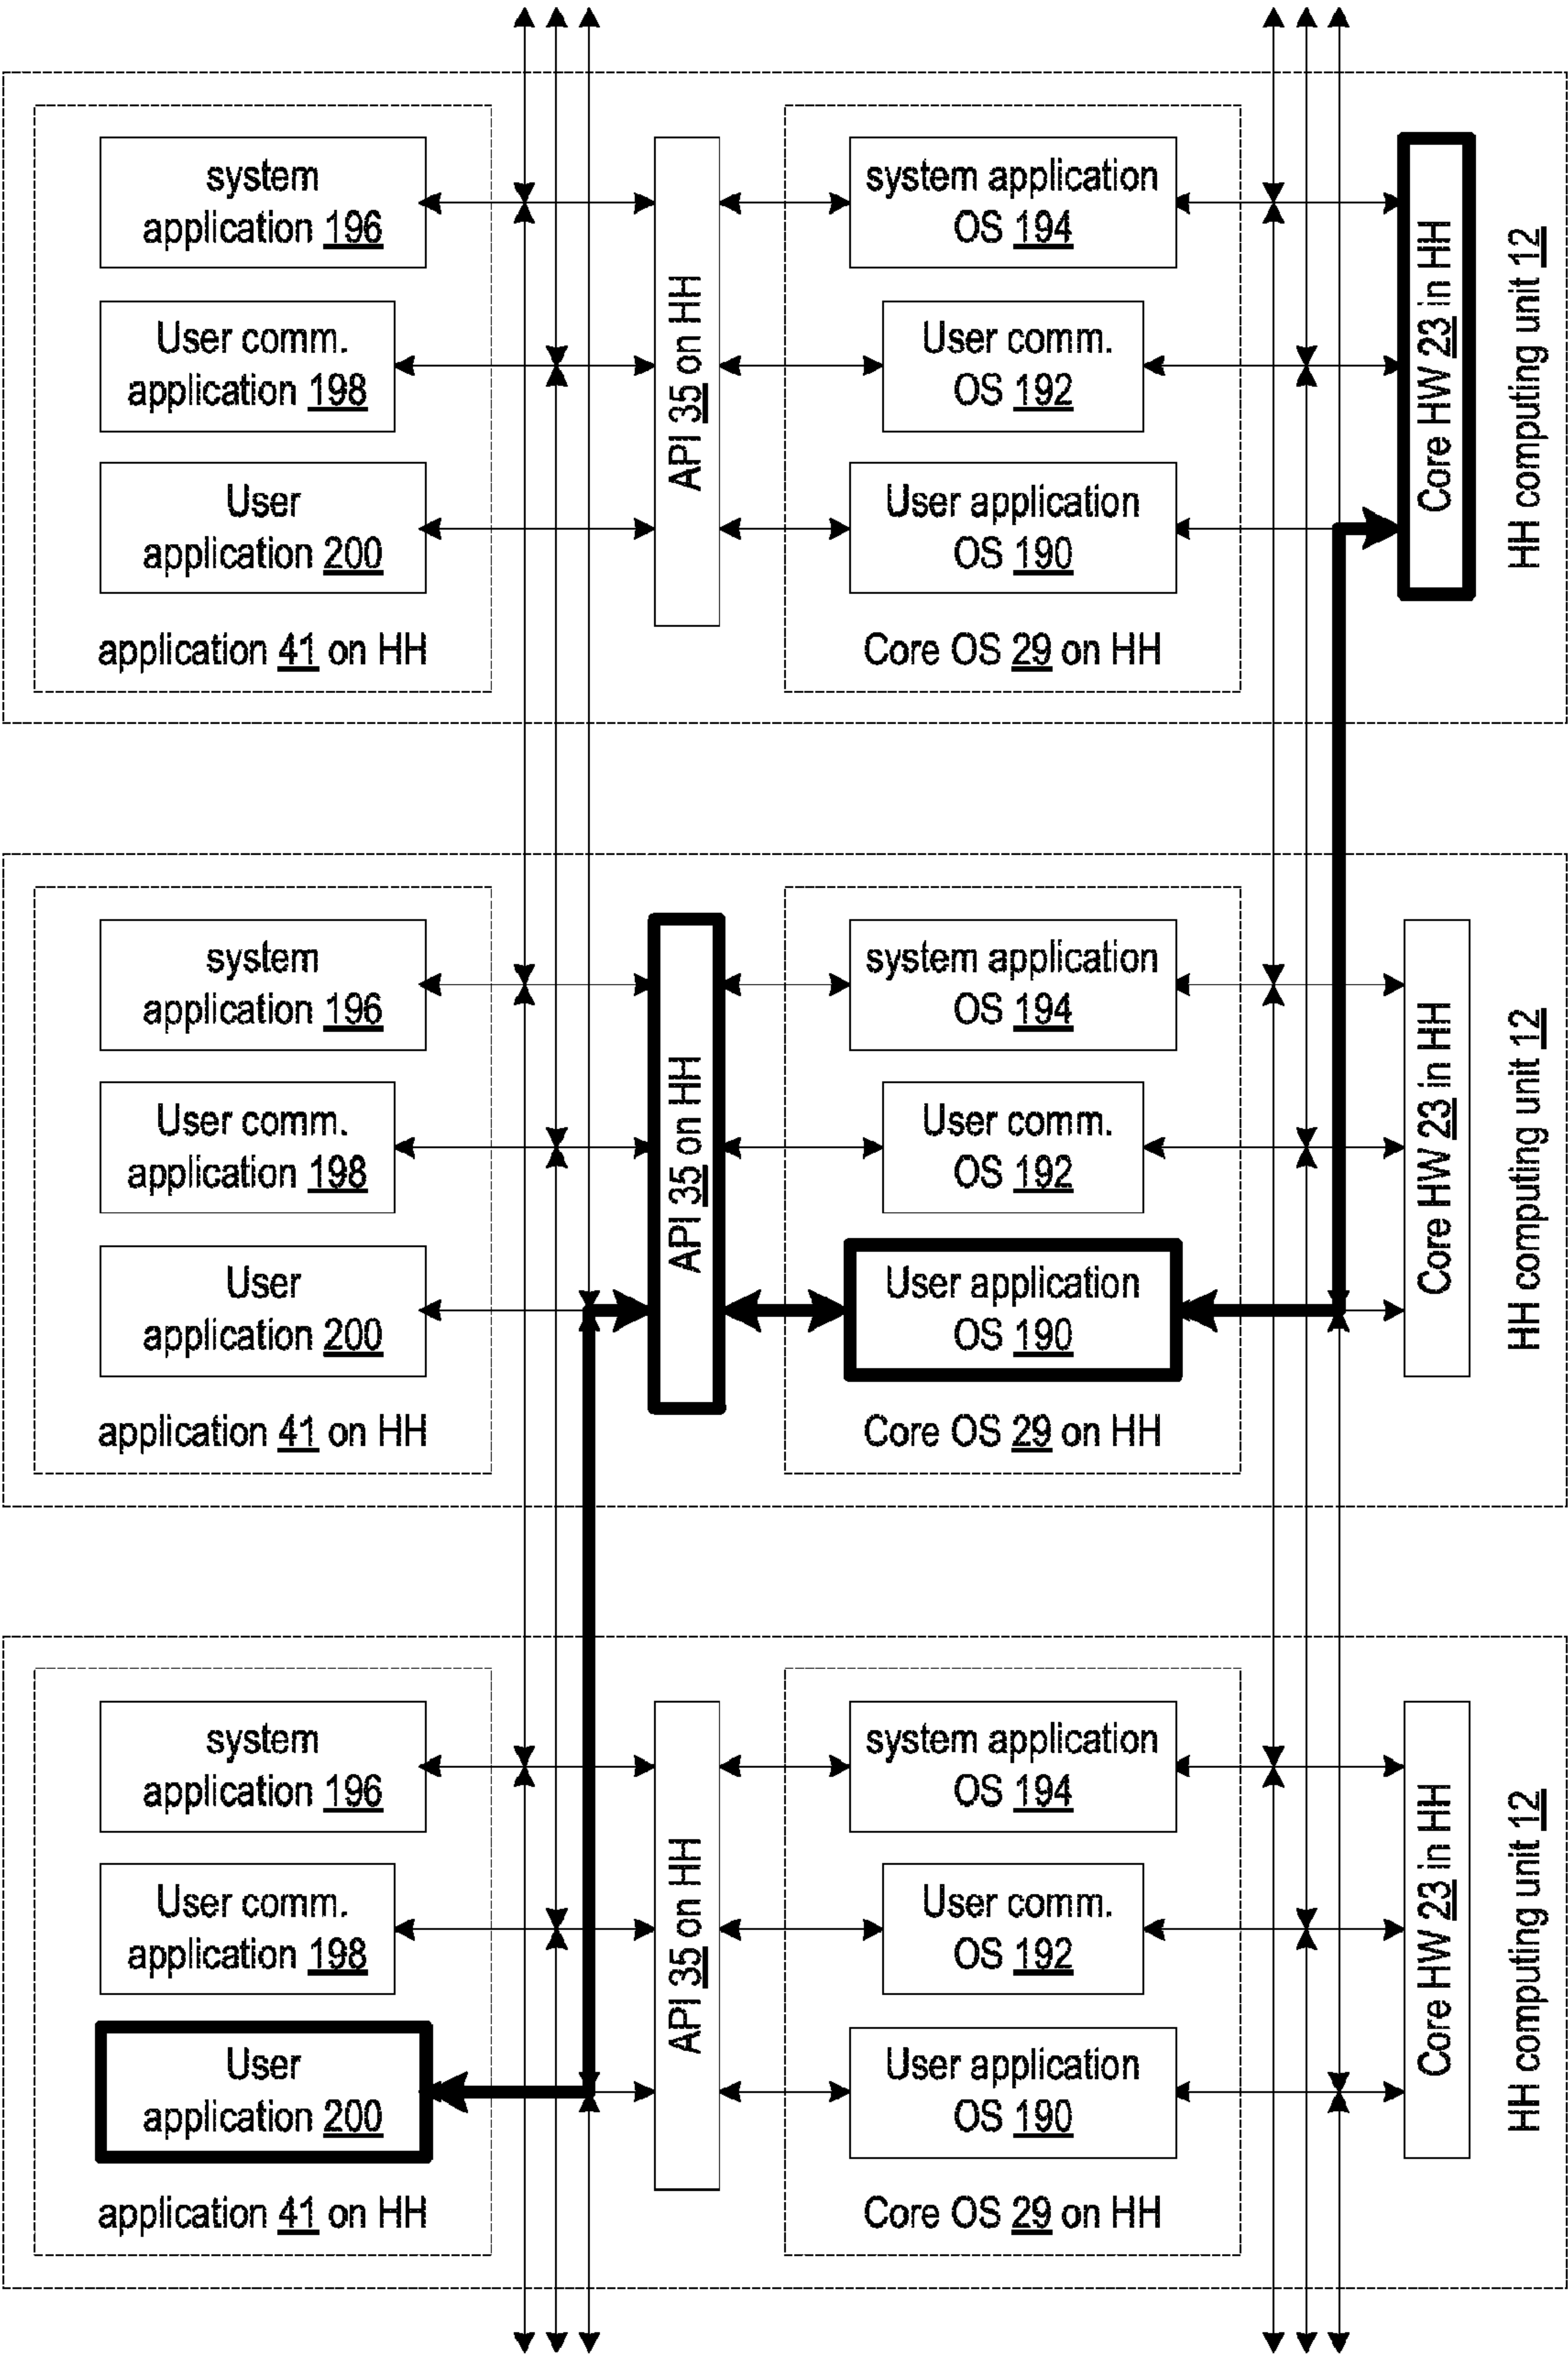 system
application 196
User comm.
application 198
User
application 200
application 41 on HH
API 35 on HH
system application
OS 194
User comm.
OS 192
User application
OS 190
Core OS 29 on HH
Core HW 23 in HH
HH computing unit 12
system
application 196
User comm.
application 198
User
application 200
application 41 on HH
API 35 on HH
system application
OS 194
User comm.
OS 192
User application
OS 190
Core OS 29 on HH
Core HW 23 in HH
HH computing unit 12
system
application 196
User comm.
application 198
User
application 200
application 41 on HH
API 35 on HH
system application
OS 194
User comm.
OS 192
User application
OS 190
Core OS 29 on HH
Core HW 23 in HH
HH computing unit 12